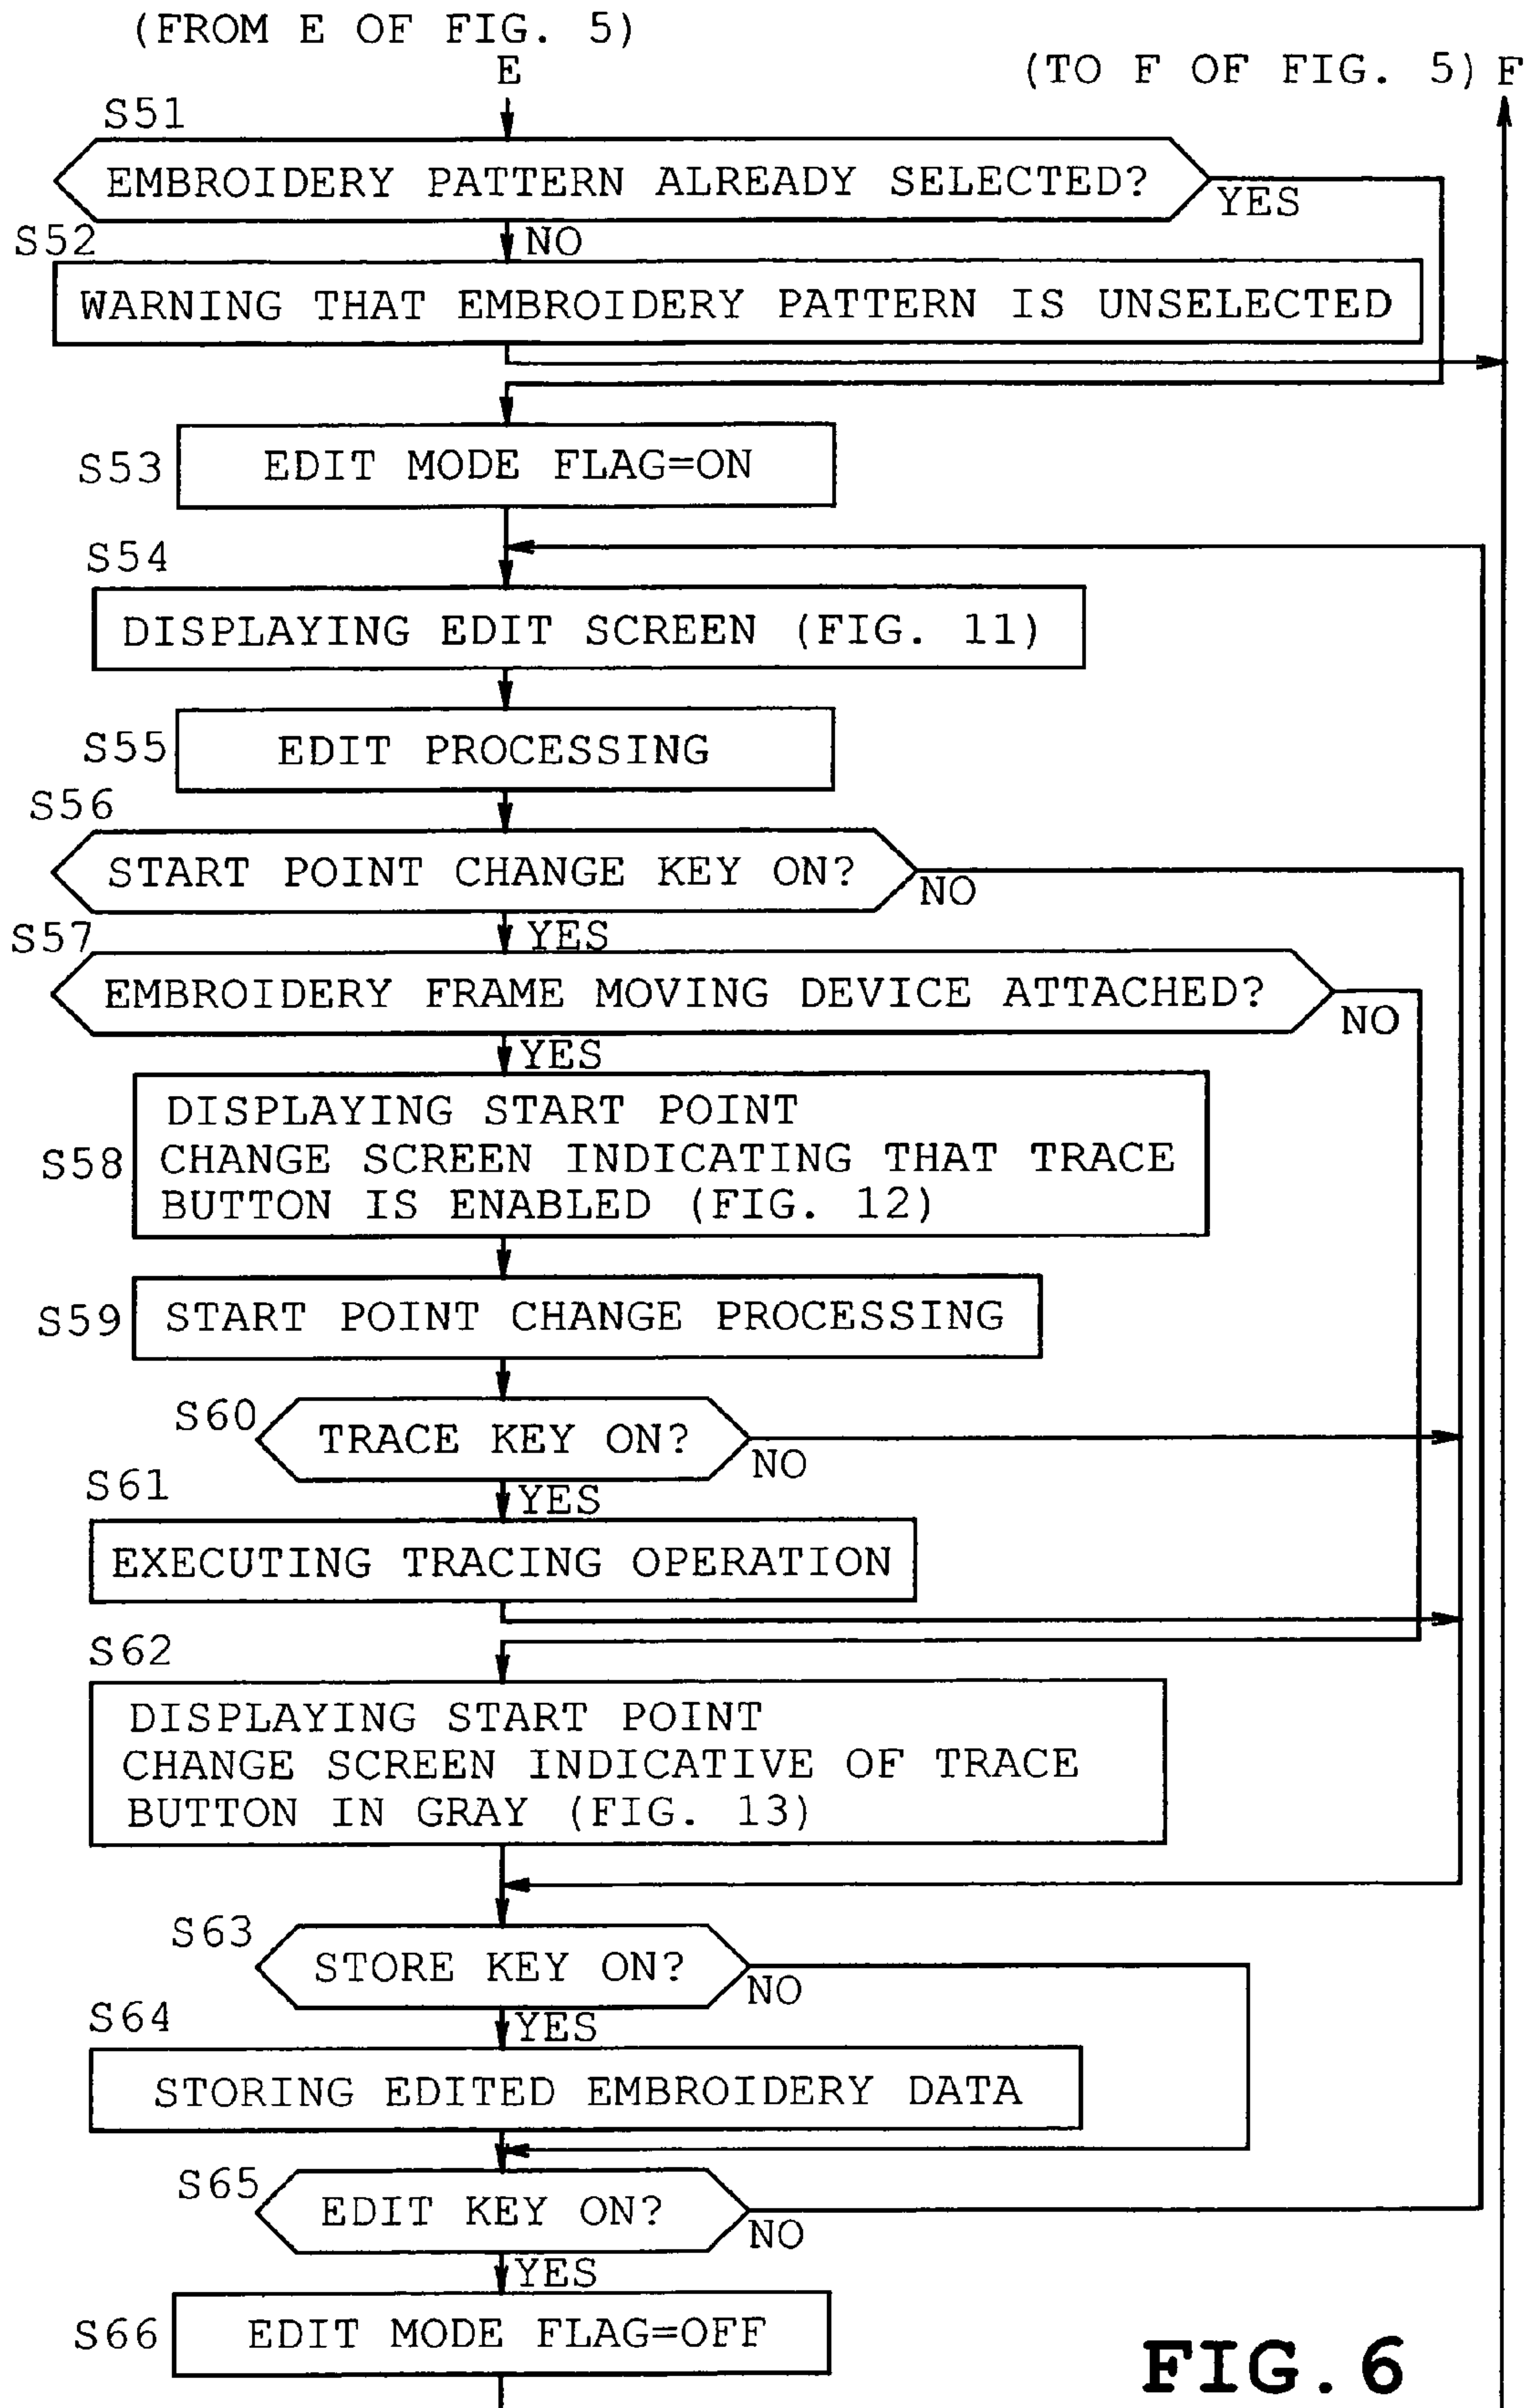 (FROM E OF FIG. 5)
E
(TO F OF FIG. 5) F
S51
EMBROIDERY PATTERN ALREADY SELECTED?
YES
S52
NO
WARNING THAT EMBROIDERY PATTERN IS UNSELECTED
S53
EDIT MODE FLAG=ON
S54
DISPLAYING EDIT SCREEN (FIG. 11)
S55
EDIT PROCESSING
S56
START POINT CHANGE KEY ON?
NO
S57
YES
EMBROIDERY FRAME MOVING DEVICE ATTACHED?
NO
YES
S58
DISPLAYING START POINT
CHANGE SCREEN INDICATING THAT TRACE
BUTTON IS ENABLED (FIG. 12)
S59
START POINT CHANGE PROCESSING
S60
TRACE KEY ON?
NO
S61
YES
EXECUTING TRACING OPERATION
S62
DISPLAYING START POINT
CHANGE SCREEN INDICATIVE OF TRACE
BUTTON IN GRAY (FIG. 13)
S63
STORE KEY ON?
NO
S64
YES
STORING EDITED EMBROIDERY DATA
S65
EDIT KEY ON?
NO
YES
S66
EDIT MODE FLAG=OFF
FIG. 6